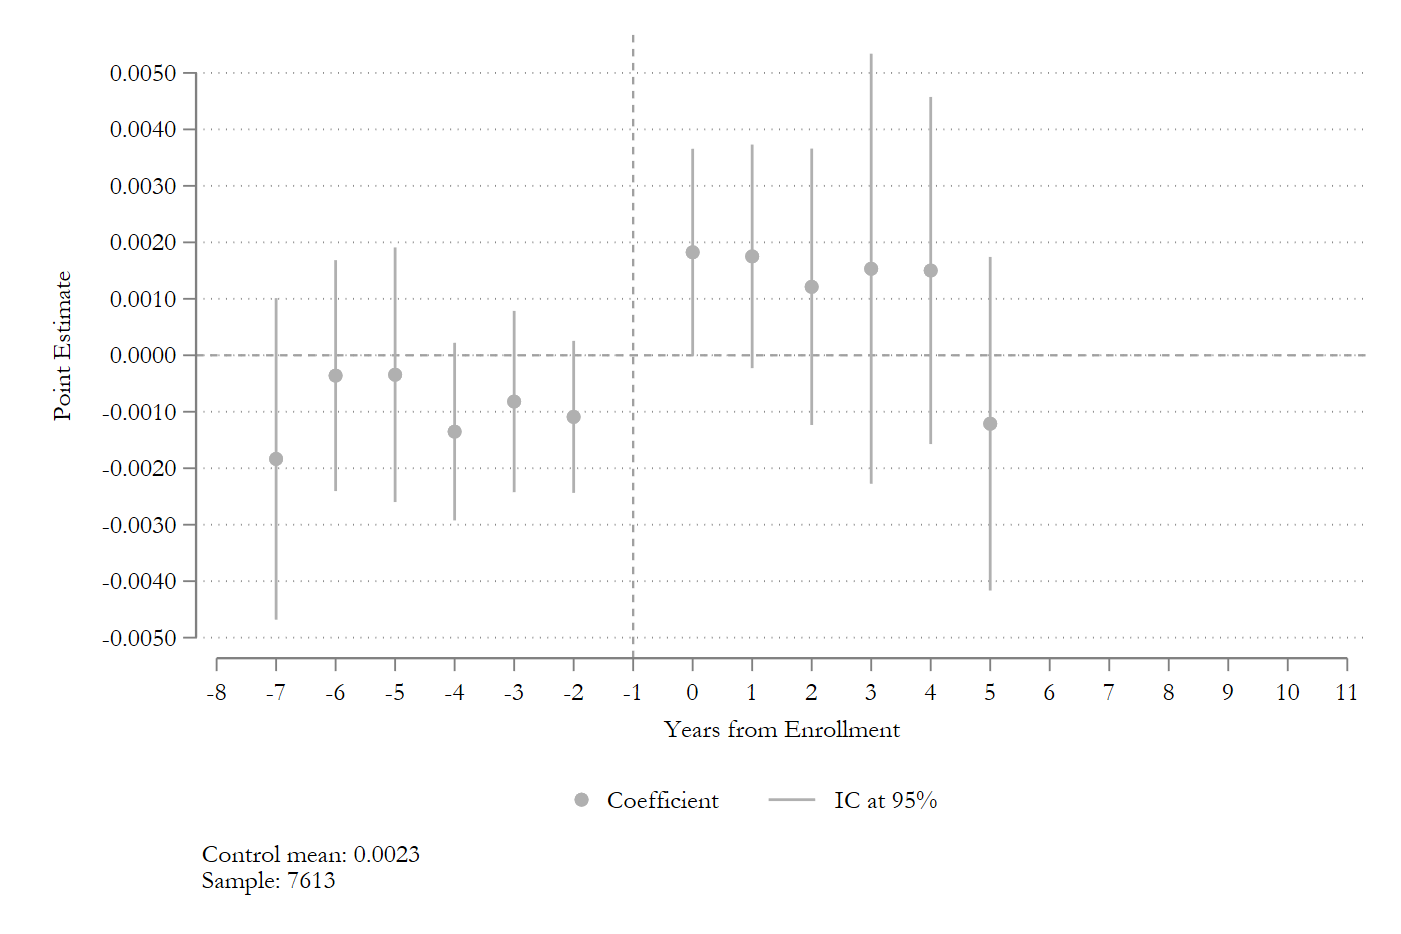 0.0050
0.0040
0.0030
0.0020
0.0010
0.0000
-0.0010
-0.0020
-0.0030
-0.0040
-0.0050
Point Estimate
-8 -7 -6 -5 -4 -3 -2 -1 0 1 2 3 4 5 6 7 8 9 10 11
Years from Enrollment
Coefficient IC at 95%
Control mean: 0.0023
Sample: 7613